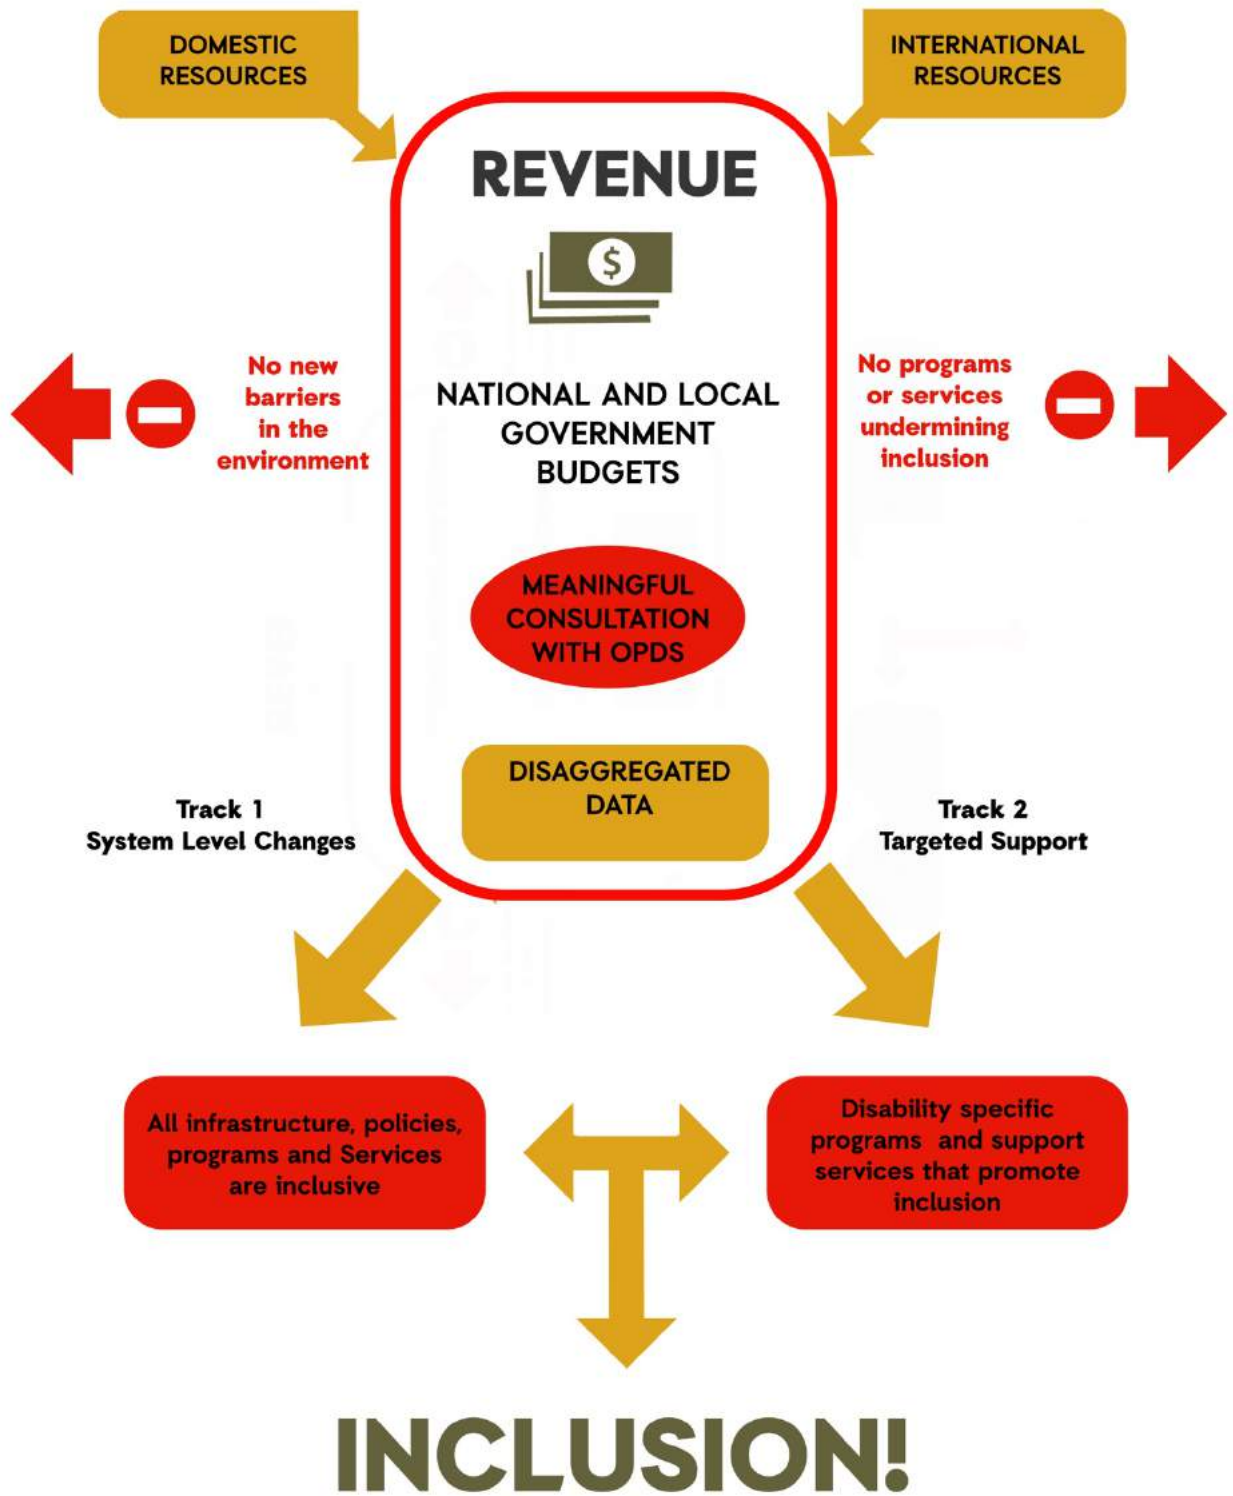 DOMESTIC
RESOURCES
INTERNATIONAL
RESOURCES
REVENUE
$
No new
barriers
in the
environment
NATIONAL AND LOCAL
GOVERNMENT
BUDGETS
No programs
or services
undermining
inclusion
MEANINGFUL
CONSULTATION
WITH OPDS
DISAGGREGATED
DATA
Track 1
System Level Changes
Track 2
Targeted Support
All infrastructure, policies,
programs and Services
are inclusive
Disability specific
programs and support
services that promote
inclusion
INCLUSION!